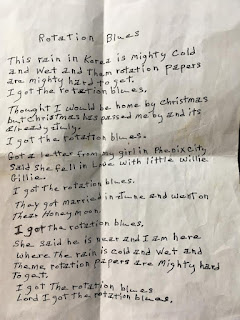 Rotation Blues
This rain in Korea is Mighty Cold
and Wet and Them rotation Papers
are mighty hard to get.
I got the rotation blues.
Thought I would be home by Christmas
but Christmas has passed me by and its
already July.
I got the rotation blues.
Got a letter from my girl in Phenix city
Said She fell in Love with little Willie
Billie.
I got The rotation blues.
They got married in June and went on
Thear Honey moon.
I got The rotation blues.
She said he is near and I am here
where The rain is cold and Wet and
Theme rotation papers are Mighty hard
To get.
I got The rotation blues
Lord I got The rotation blues.